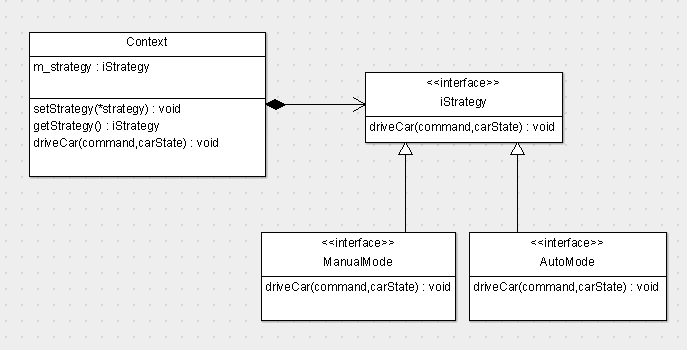 Context
m_strategy : iStrategy
setStrategy(*strategy) : void
getStrategy() : iStrategy
driveCar(command,carState) : void
<<interface>>
iStrategy
driveCar(command,carState) : void
<<interface>>
ManualMode
driveCar(command,carState) : void
<<interface>>
AutoMode
driveCar(command,carState) : void